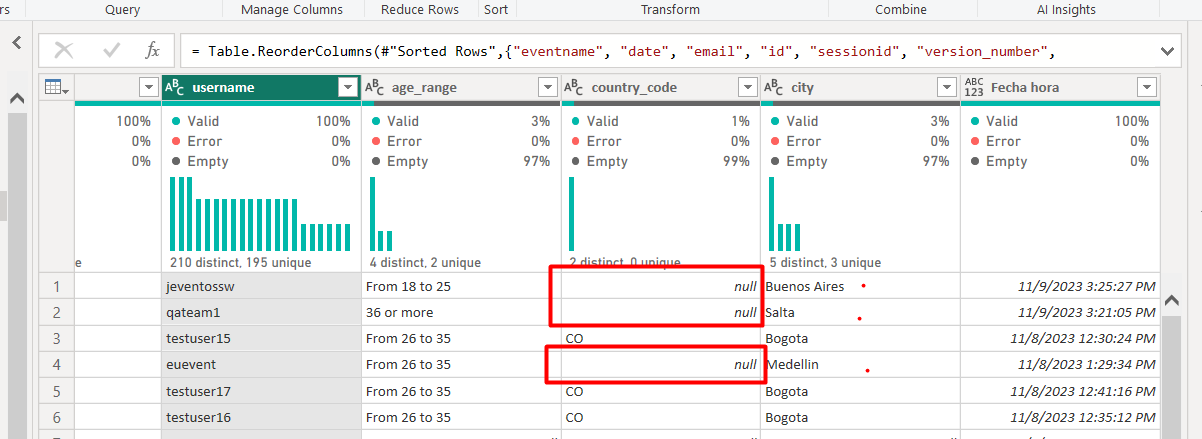 rs Query Manage Columns Reduce Rows Sort Transform Combine AI Insights
fx = Table.ReorderColumns(#"Sorted Rows",{"eventname", "date", "email", "id", "sessionid", "version_number",
ABC username ABC age_range ABC country_code ABC city ABC 123 Fecha hora
100% Valid 100% Valid 3% Valid 1% Valid 3% Valid 100%
0% Error 0% Error 0% Error 0% Error 0% Error 0%
0% Empty 0% Empty 97% Empty 99% Empty 97% Empty 0%
e 210 distinct, 195 unique 4 distinct, 2 unique 2 distinct, 0 unique 5 distinct, 3 unique
1 jeventossw From 18 to 25 null Buenos Aires 11/9/2023 3:25:27 PM
2 qateam1 36 or more null Salta 11/9/2023 3:21:05 PM
3 testuser15 From 26 to 35 CO Bogota 11/8/2023 12:30:24 PM
4 euevent From 26 to 35 null Medellin 11/8/2023 1:29:34 PM
5 testuser17 From 26 to 35 CO Bogota 11/8/2023 12:41:16 PM
6 testuser16 From 26 to 35 CO Bogota 11/8/2023 12:35:12 PM